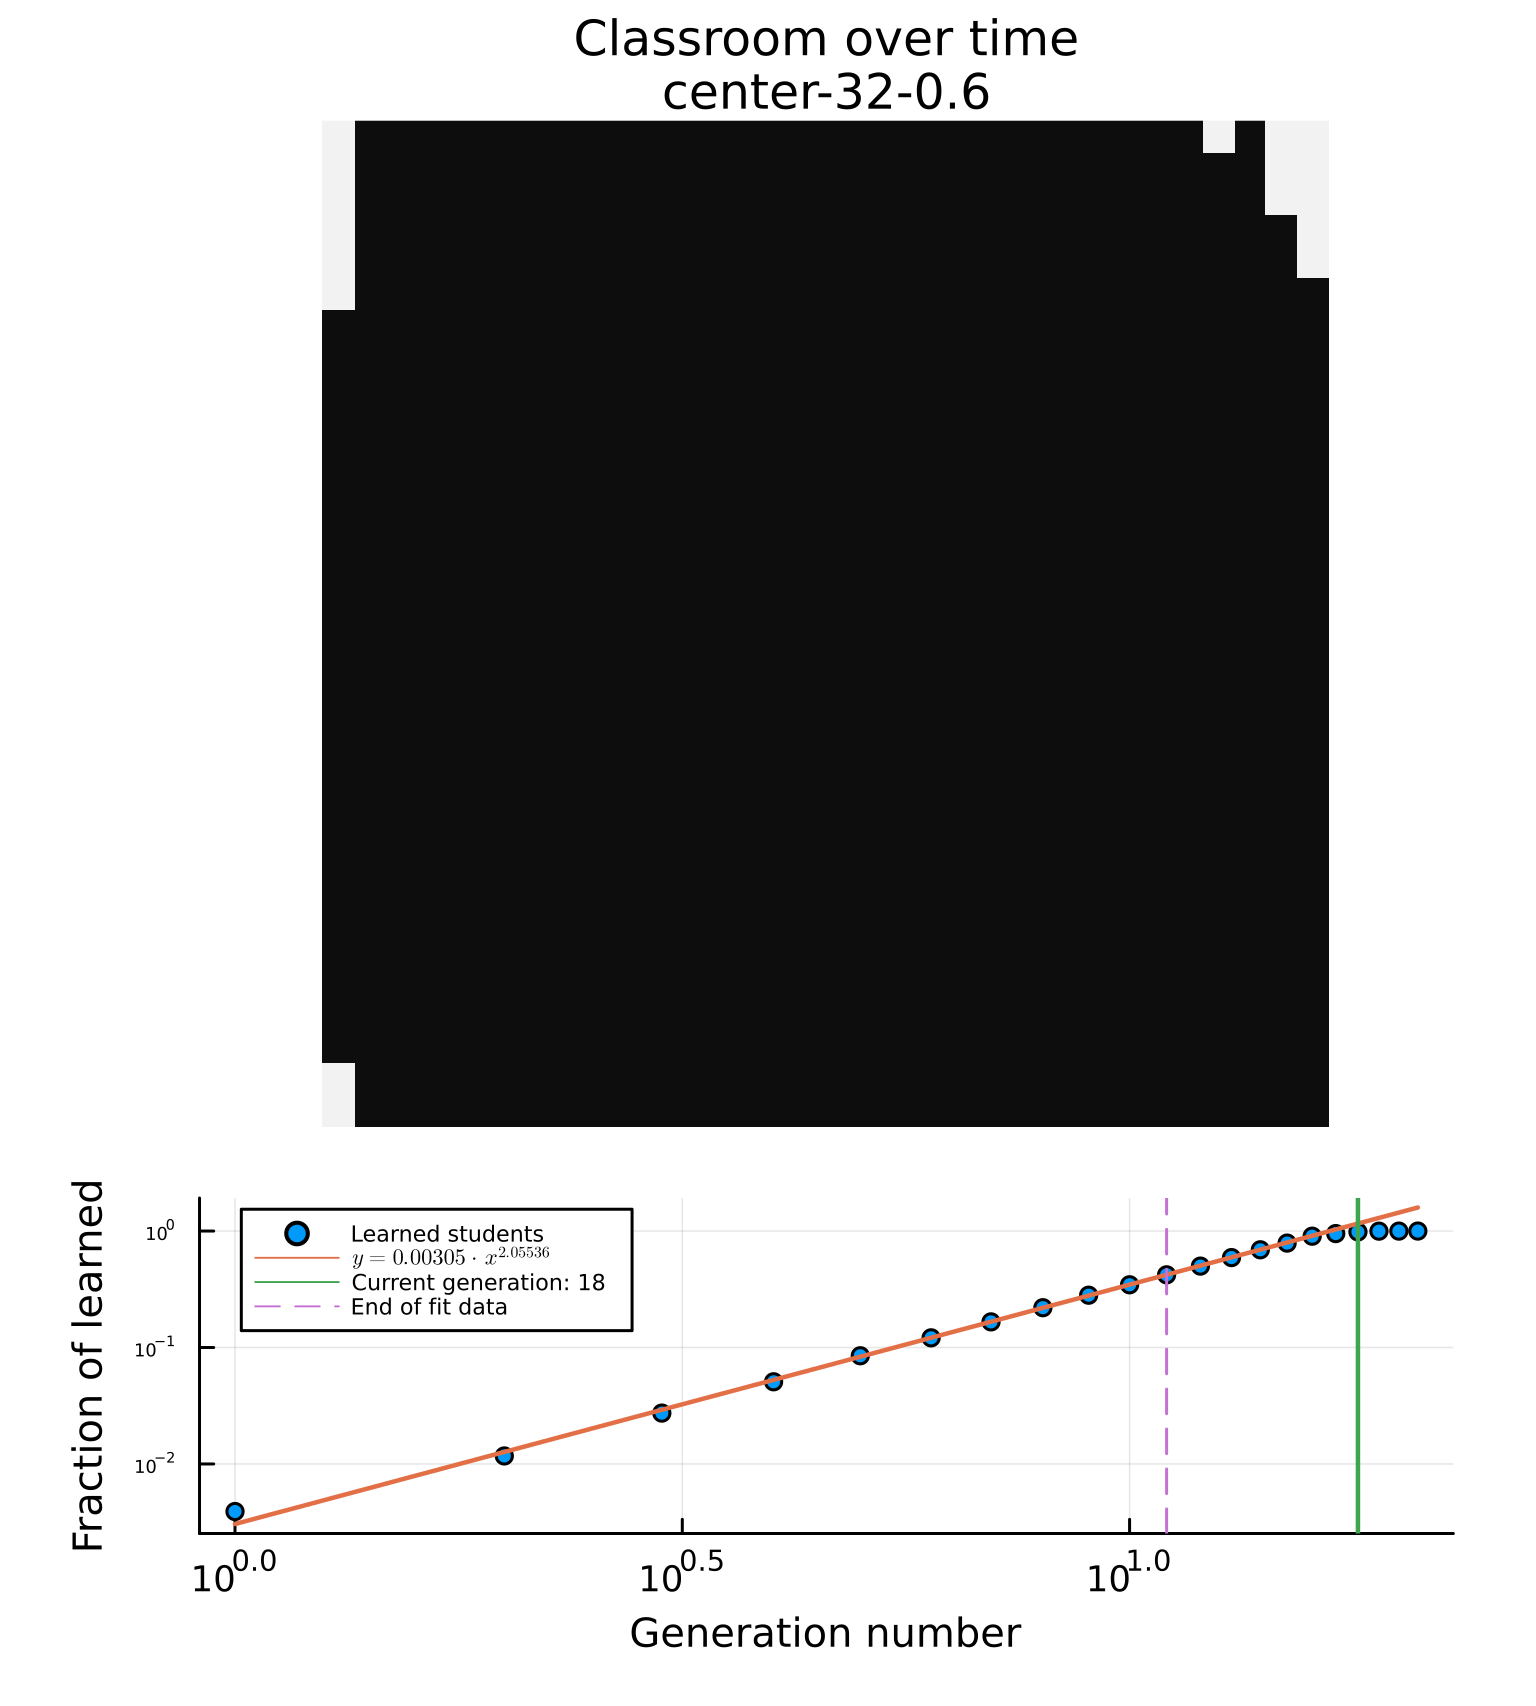 Classroom over time
center-32-0.6
Fraction of learned
10^0
10^−1
10^−2
Learned students
y = 0.00305 · x^2.05536
Current generation: 18
End of fit data
10^0.0 10^0.5 10^1.0
Generation number